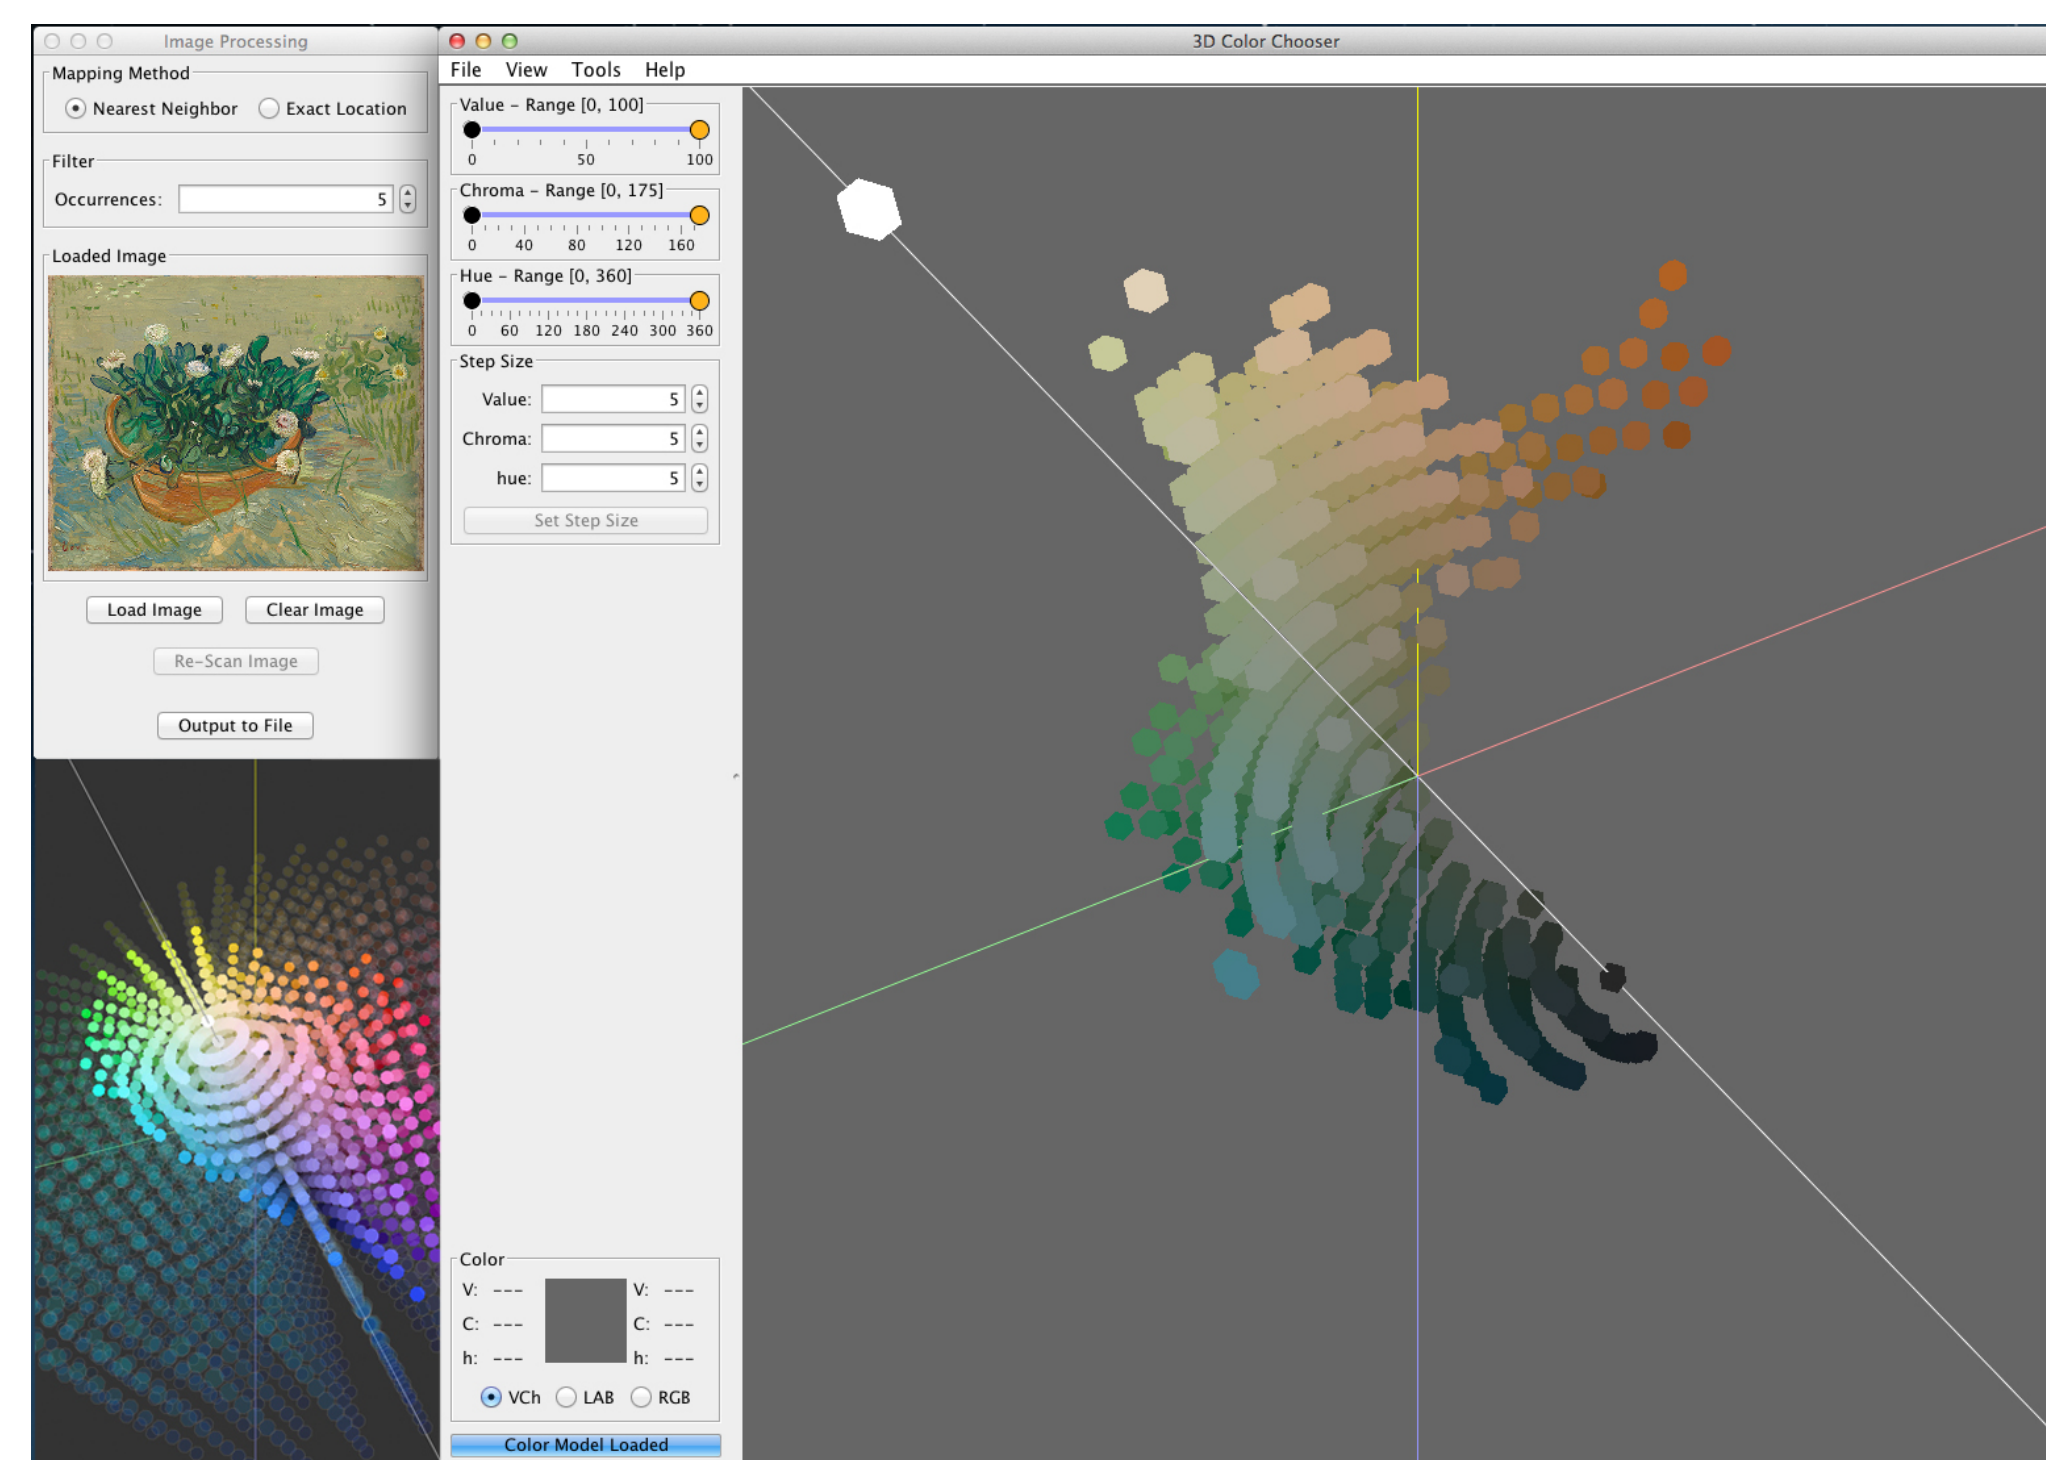 Image Processing
Mapping Method
Nearest Neighbor Exact Location
Filter
Occurrences: 5
Loaded Image
Load Image Clear Image
Re-Scan Image
Output to File
3D Color Chooser
File View Tools Help
Value - Range [0, 100]
0 50 100
Chroma - Range [0, 175]
0 40 80 120 160
Hue - Range [0, 360]
0 60 120 180 240 300 360
Step Size
Value: 5
Chroma: 5
hue: 5
Set Step Size
Color
V: --- V: ---
C: --- C: ---
h: --- h: ---
VCh LAB RGB
Color Model Loaded